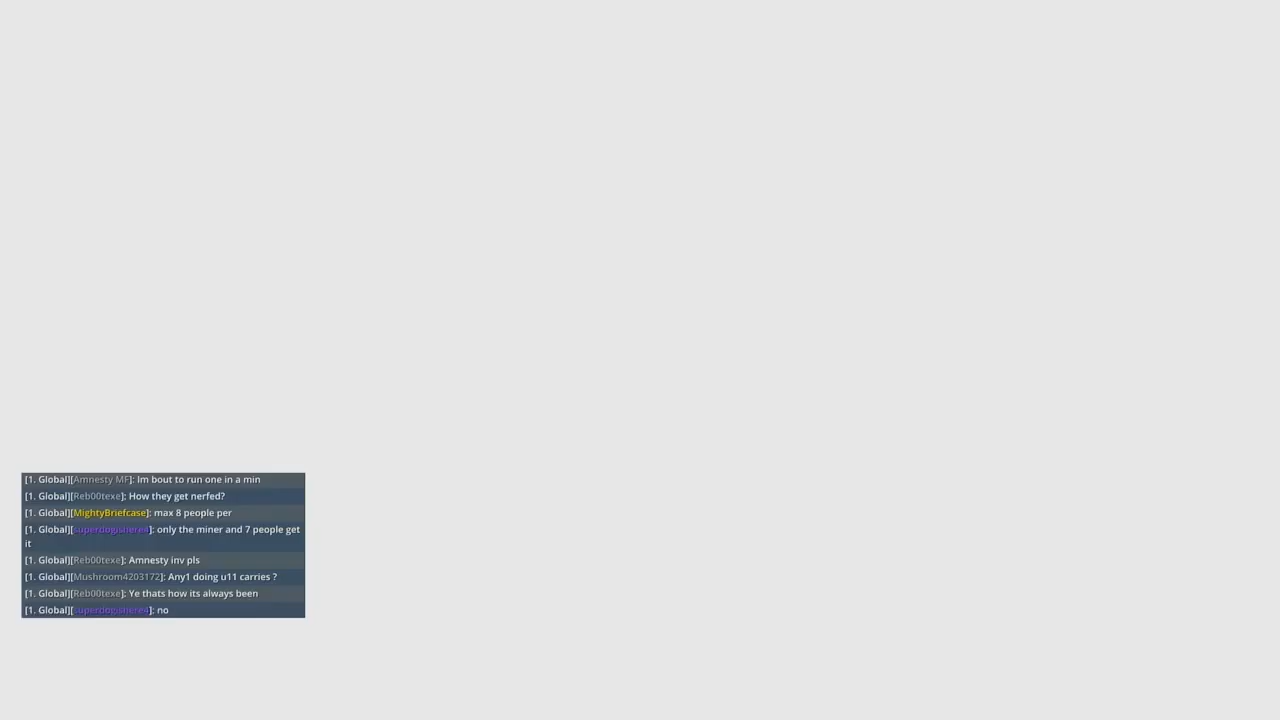 [1. Global][Amnesty MF]: Im bout to run one in a min
[1. Global][Reb00texe]: How they get nerfed?
[1. Global][MightyBriefcase]: max 8 people per
[1. Global][superdogishere4]: only the miner and 7 people get
it
[1. Global][Reb00texe]: Amnesty inv pls
[1. Global][Mushroom4203172]: Any1 doing u11 carries ?
[1. Global][Reb00texe]: Ye thats how its always been
[1. Global][superdogishere4]: no